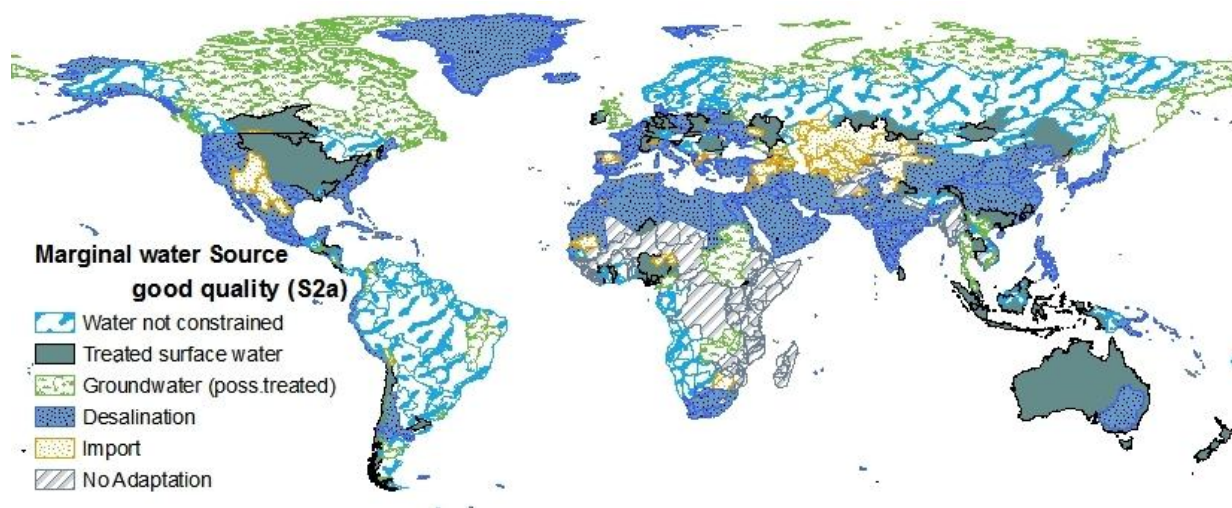 Marginal water Source
good quality (S2a)
Water not constrained
Treated surface water
Groundwater (poss.treated)
Desalination
Import
No Adaptation